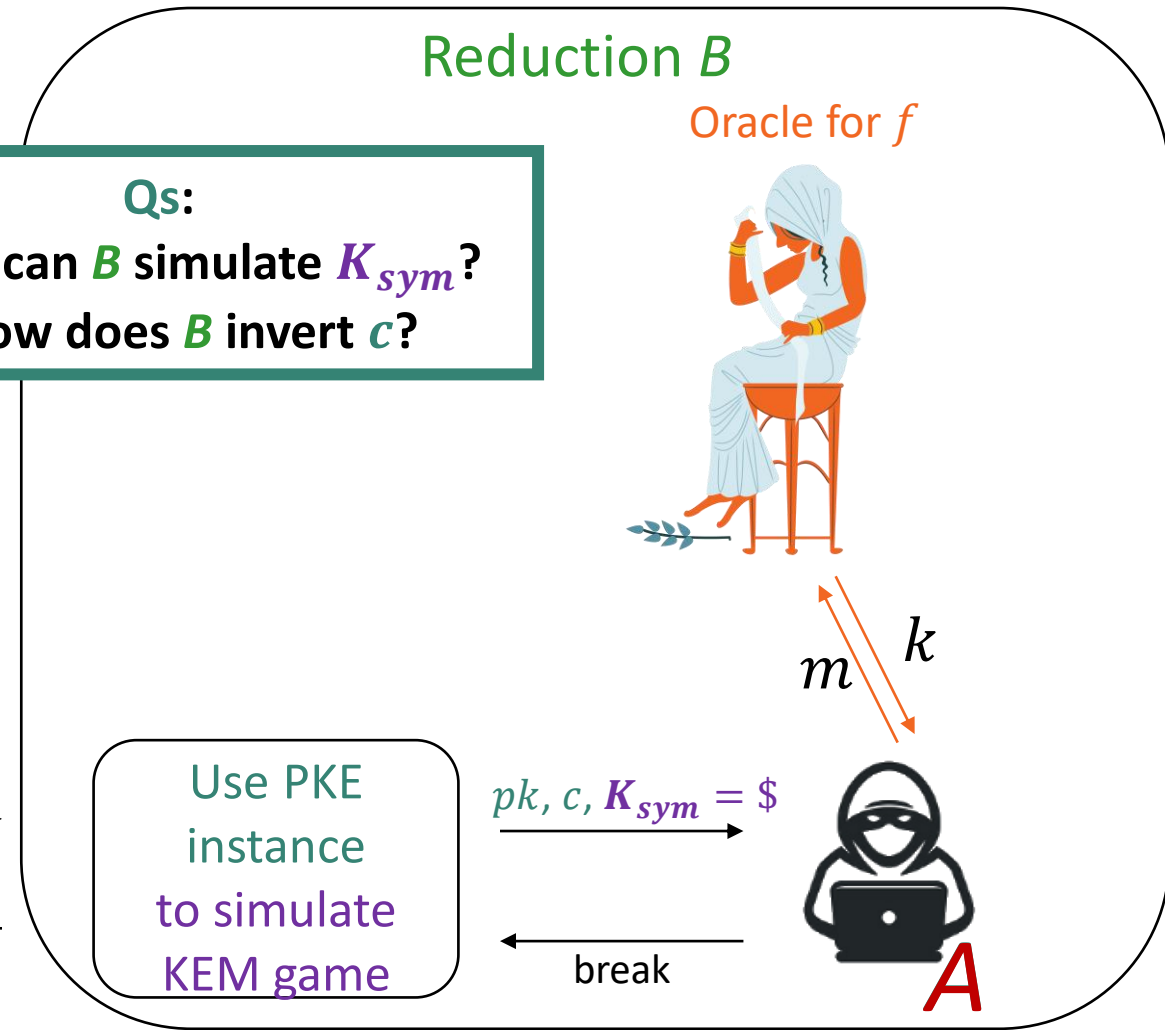 Reduction B
Oracle for f
Qs:
can B simulate K_sym?
ow does B invert c?
m
k
Use PKE
instance
to simulate
KEM game
pk, c, K_sym = $
break
A